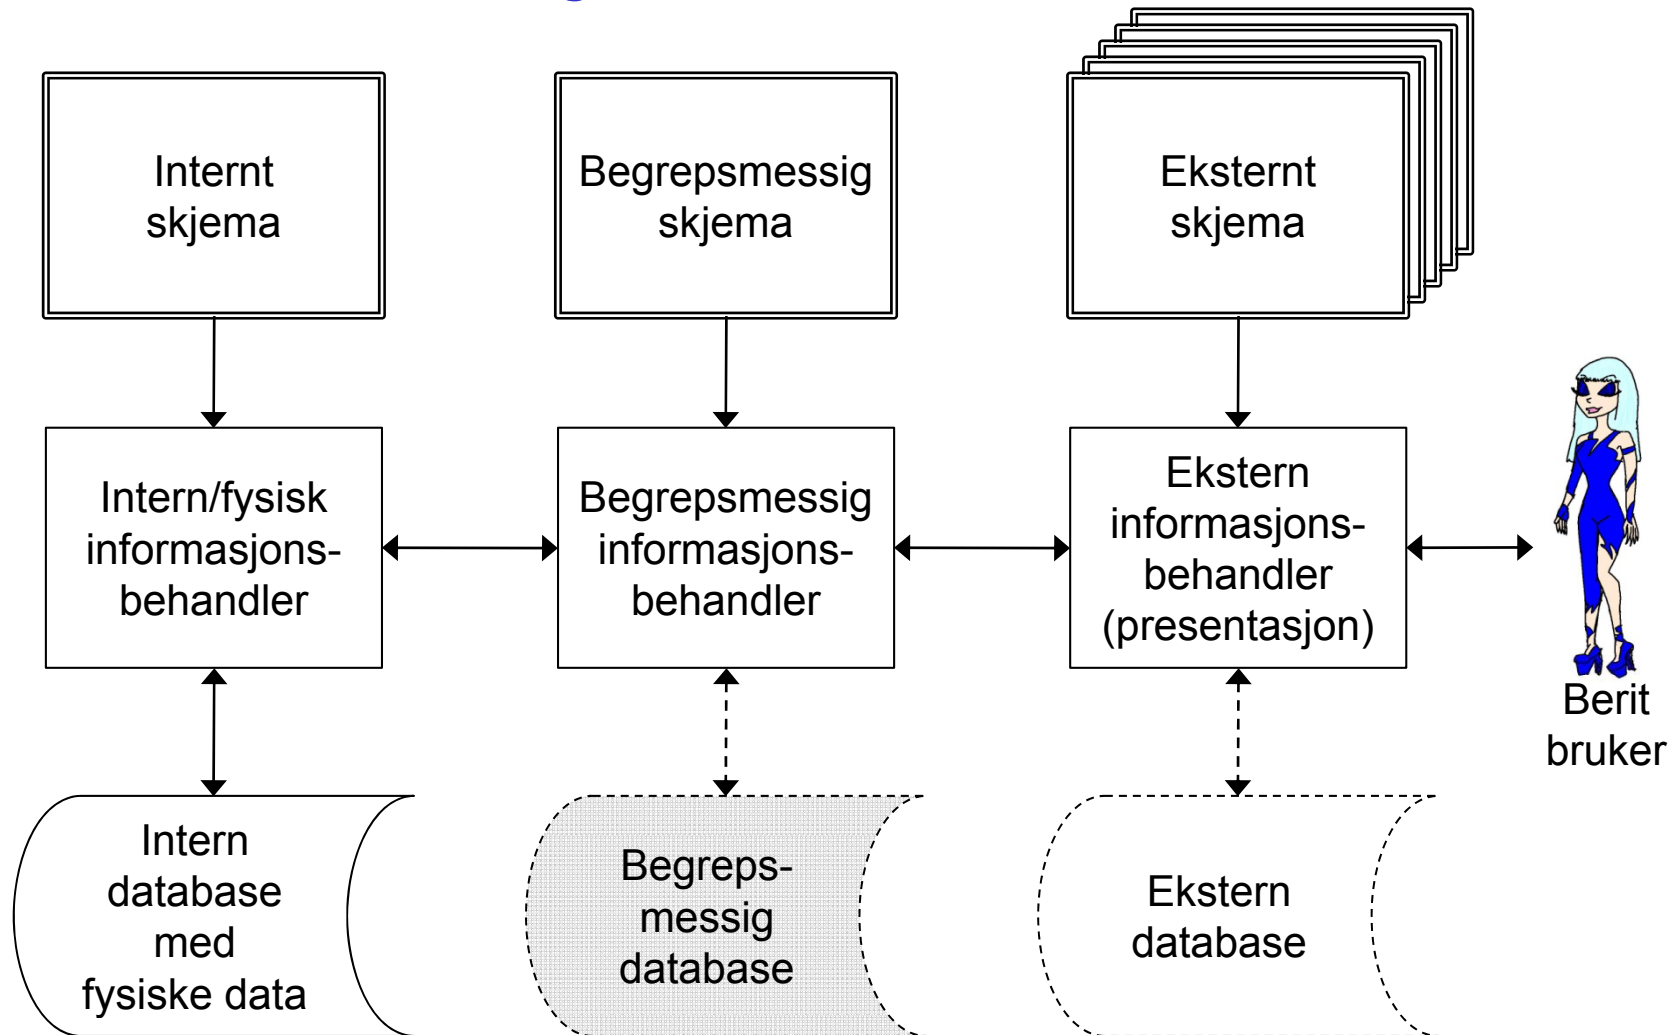 Internt
skjema
Begrepsmessig
skjema
Eksternt
skjema
Intern/fysisk
informasjons-
behandler
Begrepsmessig
informasjons-
behandler
Ekstern
informasjons-
behandler
(presentasjon)
Berit
bruker
Intern
database
med
fysiske data
Begreps-
messig
database
Ekstern
database